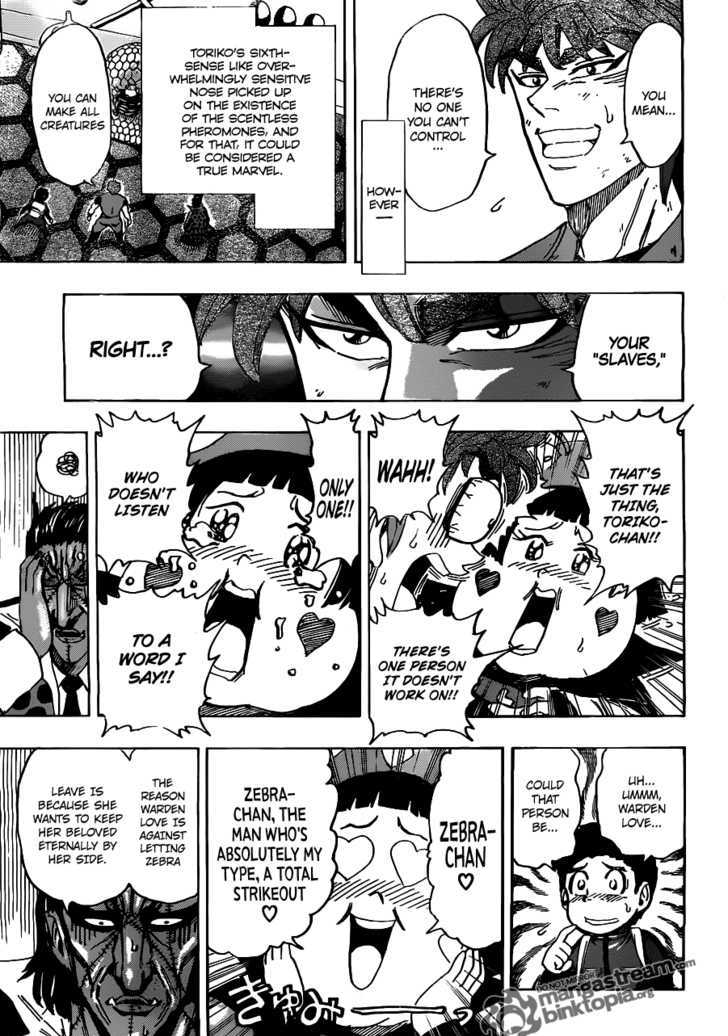 YOU
MEAN...
THERE'S
NO ONE
YOU CAN'T
CONTROL
...
HOW-
EVER
—
TORIKO'S SIXTH-
SENSE LIKE OVER-
WHELMINGLY SENSITIVE
NOSE PICKED UP
ON THE EXISTENCE
OF THE SCENTLESS
PHEROMONES, AND
FOR THAT, IT COULD
BE CONSIDERED A
TRUE MARVEL.
YOU CAN
MAKE ALL
CREATURES
YOUR
"SLAVES,"
RIGHT...?
THAT'S
JUST THE
THING,
TORIKO-
CHAN!!
WAHH!
THERE'S
ONE PERSON
IT DOESN'T
WORK ON!!
ONLY
ONE!!
WHO
DOESN'T
LISTEN
TO A
WORD I
SAY!!
UH...
UMMM,
WARDEN
LOVE...
COULD
THAT
PERSON
BE...
ZEBRA-
CHAN
♡
ZEBRA-
CHAN, THE
MAN WHO'S
ABSOLUTELY MY
TYPE, A TOTAL
STRIKEOUT
♡
きゅみーっ
THE
REASON
WARDEN
LOVE IS
AGAINST
LETTING
ZEBRA
LEAVE IS
BECAUSE SHE
WANTS TO KEEP
HER BELOVED
ETERNALLY BY
HER SIDE.
mangastream.com
binktopia.org